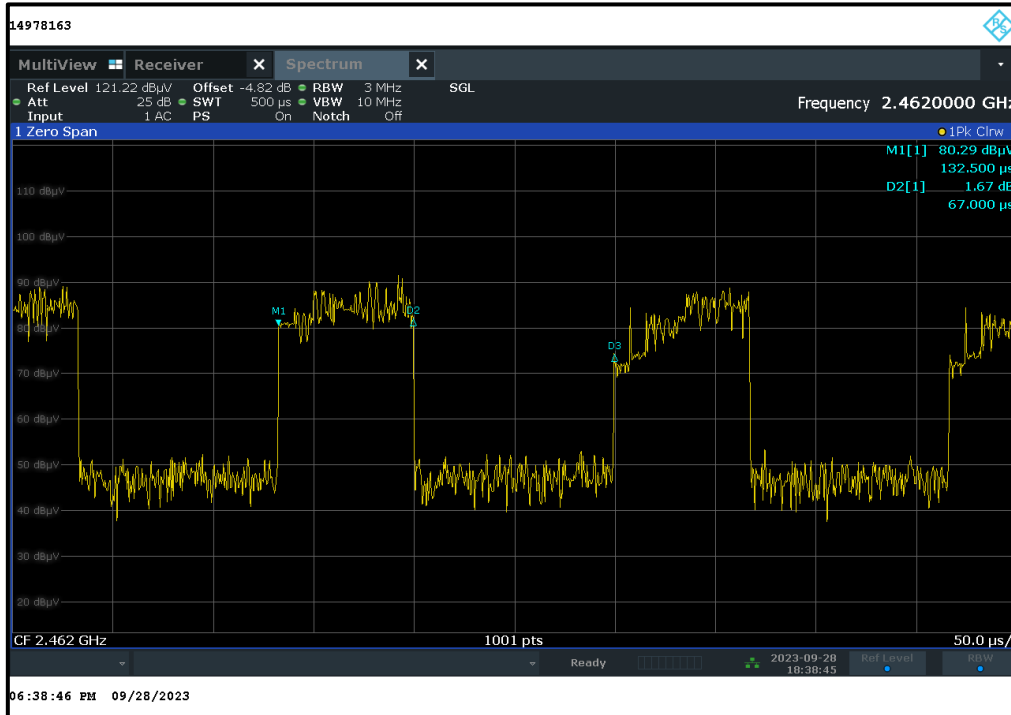 14978163
R&S
MultiView Receiver X Spectrum X
Ref Level 121.22 dBµV Offset -4.82 dB RBW 3 MHz SGL
Att 25 dB SWT 500 µs VBW 10 MHz Frequency 2.4620000 GHz
Input 1 AC PS On Notch Off
1 Zero Span 1Pk Clrw
M1[1] 80.29 dBµV
132.500 µs
D2[1] 1.67 dB
67.000 µs
110 dBµV
100 dBµV
90 dBµV
M1 D2
80 dBµV
D3
70 dBµV
60 dBµV
50 dBµV
40 dBµV
30 dBµV
20 dBµV
CF 2.462 GHz 1001 pts 50.0 µs/
Ready 2023-09-28 Ref Level RBW
18:38:45
06:38:46 PM 09/28/2023